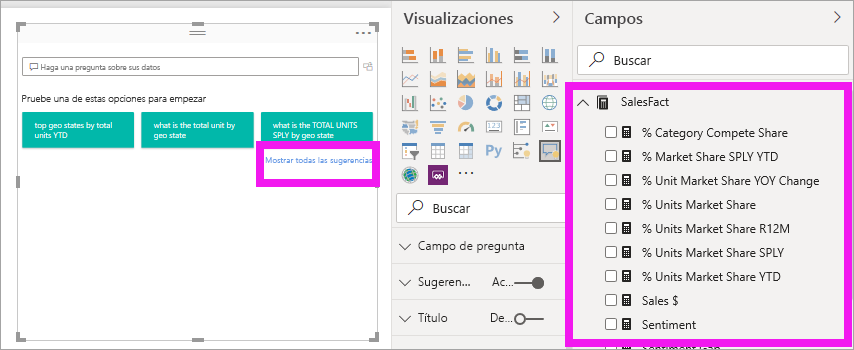 Haga una pregunta sobre sus datos
Pruebe una de estas opciones para empezar
top geo states by total
units YTD
what is the total unit by
geo state
what is the TOTAL UNITS
SPLY by geo state
Mostrar todas las sugerencias
Visualizaciones
123
Py
Buscar
Campo de pregunta
Sugeren... Ac...
Título De...
Campos
Buscar
SalesFact
% Category Compete Share
% Market Share SPLY YTD
% Unit Market Share YOY Change
% Units Market Share
% Units Market Share R12M
% Units Market Share SPLY
% Units Market Share YTD
Sales $
Sentiment
Sentiment Gap